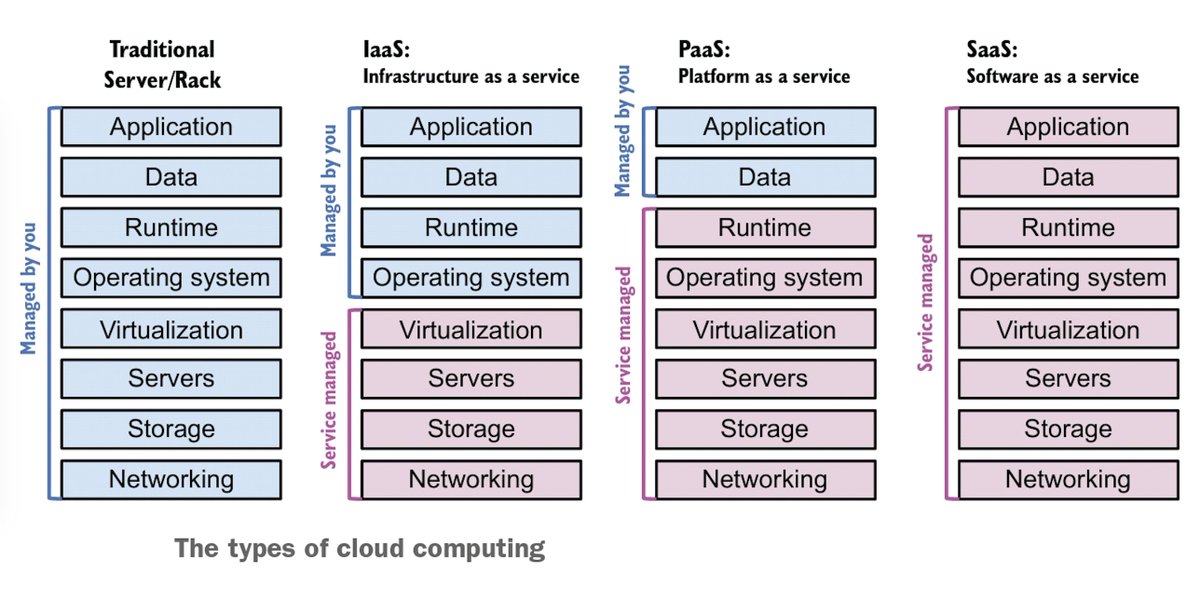 Traditional
Server/Rack
Managed by you
Application
Data
Runtime
Operating system
Virtualization
Servers
Storage
Networking
IaaS:
Infrastructure as a service
Managed by you
Application
Data
Runtime
Operating system
Service managed
Virtualization
Servers
Storage
Networking
PaaS:
Platform as a service
Managed by you
Application
Data
Service managed
Runtime
Operating system
Virtualization
Servers
Storage
Networking
SaaS:
Software as a service
Service managed
Application
Data
Runtime
Operating system
Virtualization
Servers
Storage
Networking
The types of cloud computing